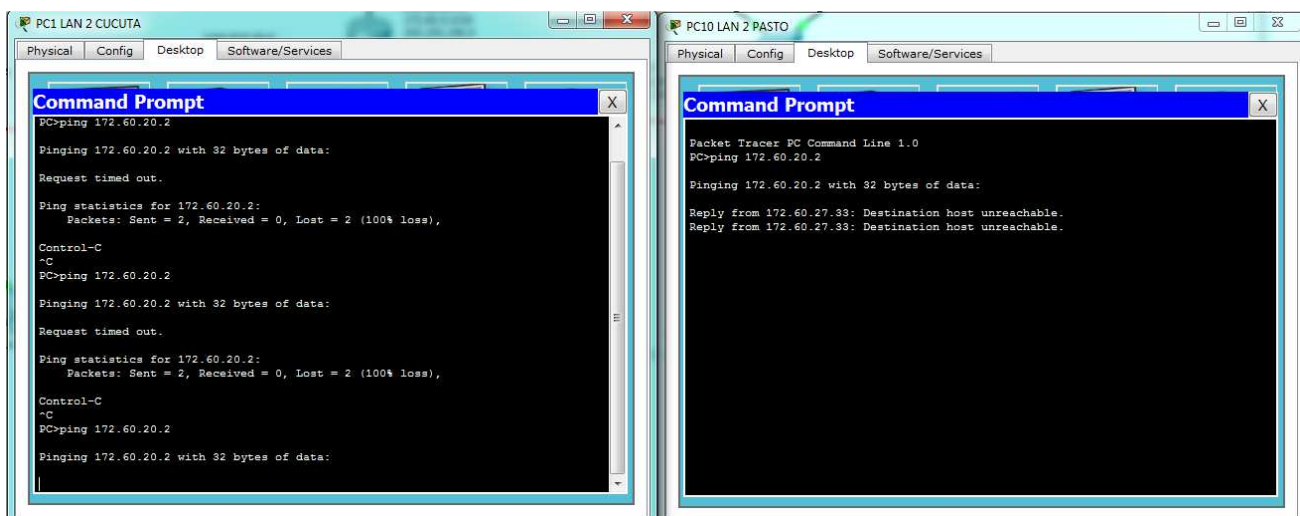 PC1 LAN 2 CUCUTA
Physical Config Desktop Software/Services
Command Prompt
X
PC>ping 172.60.20.2
Pinging 172.60.20.2 with 32 bytes of data:
Request timed out.
Ping statistics for 172.60.20.2:
Packets: Sent = 2, Received = 0, Lost = 2 (100% loss),
Control-C
^C
PC>ping 172.60.20.2
Pinging 172.60.20.2 with 32 bytes of data:
Request timed out.
Ping statistics for 172.60.20.2:
Packets: Sent = 2, Received = 0, Lost = 2 (100% loss),
Control-C
^C
PC>ping 172.60.20.2
Pinging 172.60.20.2 with 32 bytes of data:
PC10 LAN 2 PASTO
Physical Config Desktop Software/Services
Command Prompt
X
Packet Tracer PC Command Line 1.0
PC>ping 172.60.20.2
Pinging 172.60.20.2 with 32 bytes of data:
Reply from 172.60.27.33: Destination host unreachable.
Reply from 172.60.27.33: Destination host unreachable.